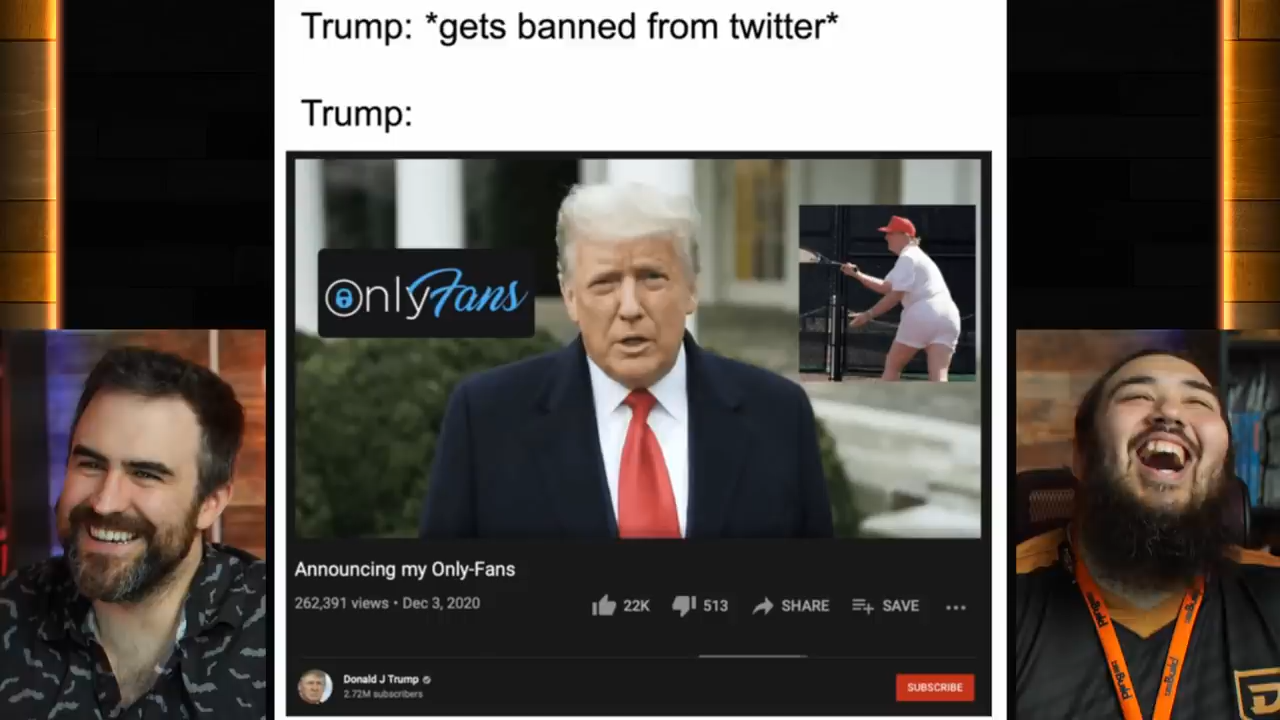 Trump: *gets banned from twitter*
Trump:
OnlyFans
Announcing my Only-Fans
262,391 views • Dec 3, 2020
22K
513
SHARE
SAVE
Donald J Trump
2.72M subscribers
SUBSCRIBE